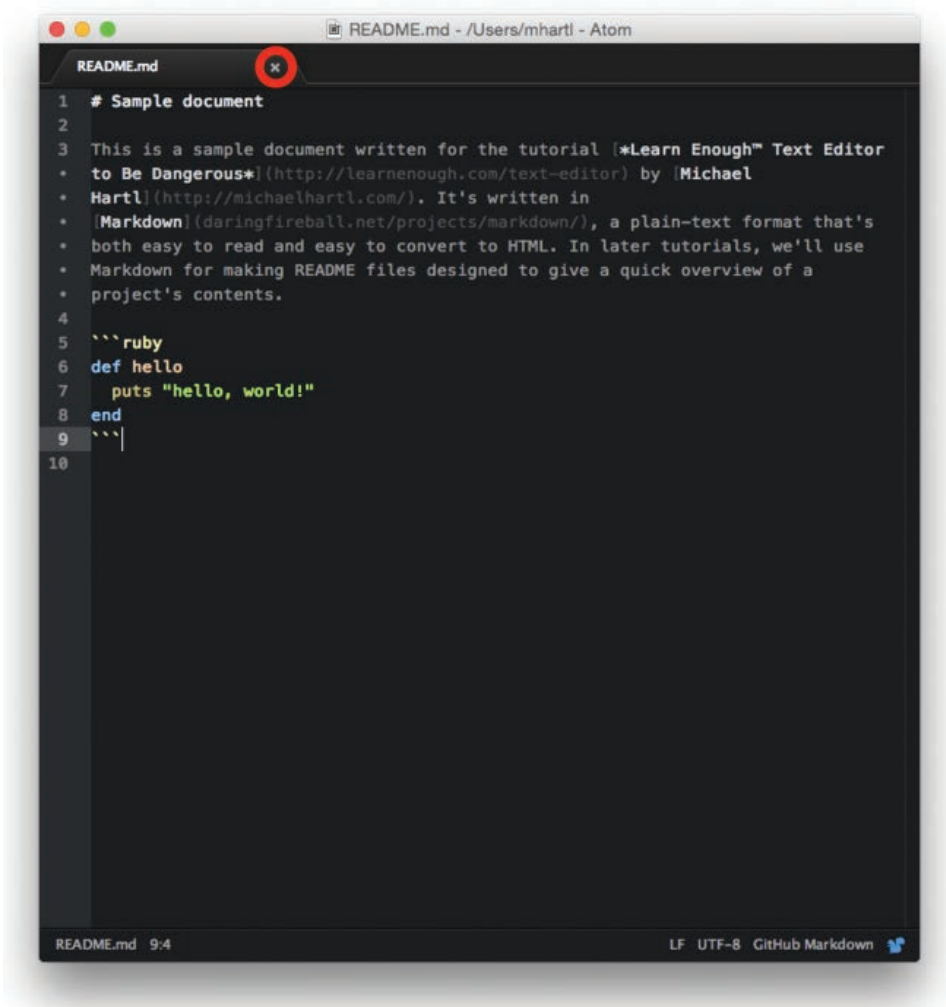 README.md - /Users/mhartl - Atom
README.md
1 # Sample document
2
3 This is a sample document written for the tutorial [*Learn Enough™ Text Editor
• to Be Dangerous*](http://learnenough.com/text-editor) by [Michael
• Hartl](http://michaelhartl.com/). It's written in
• [Markdown](daringfireball.net/projects/markdown/), a plain-text format that's
• both easy to read and easy to convert to HTML. In later tutorials, we'll use
• Markdown for making README files designed to give a quick overview of a
• project's contents.
4
5 ```ruby
6 def hello
7   puts "hello, world!"
8 end
9 ```
10
README.md 9:4 LF UTF-8 GitHub Markdown